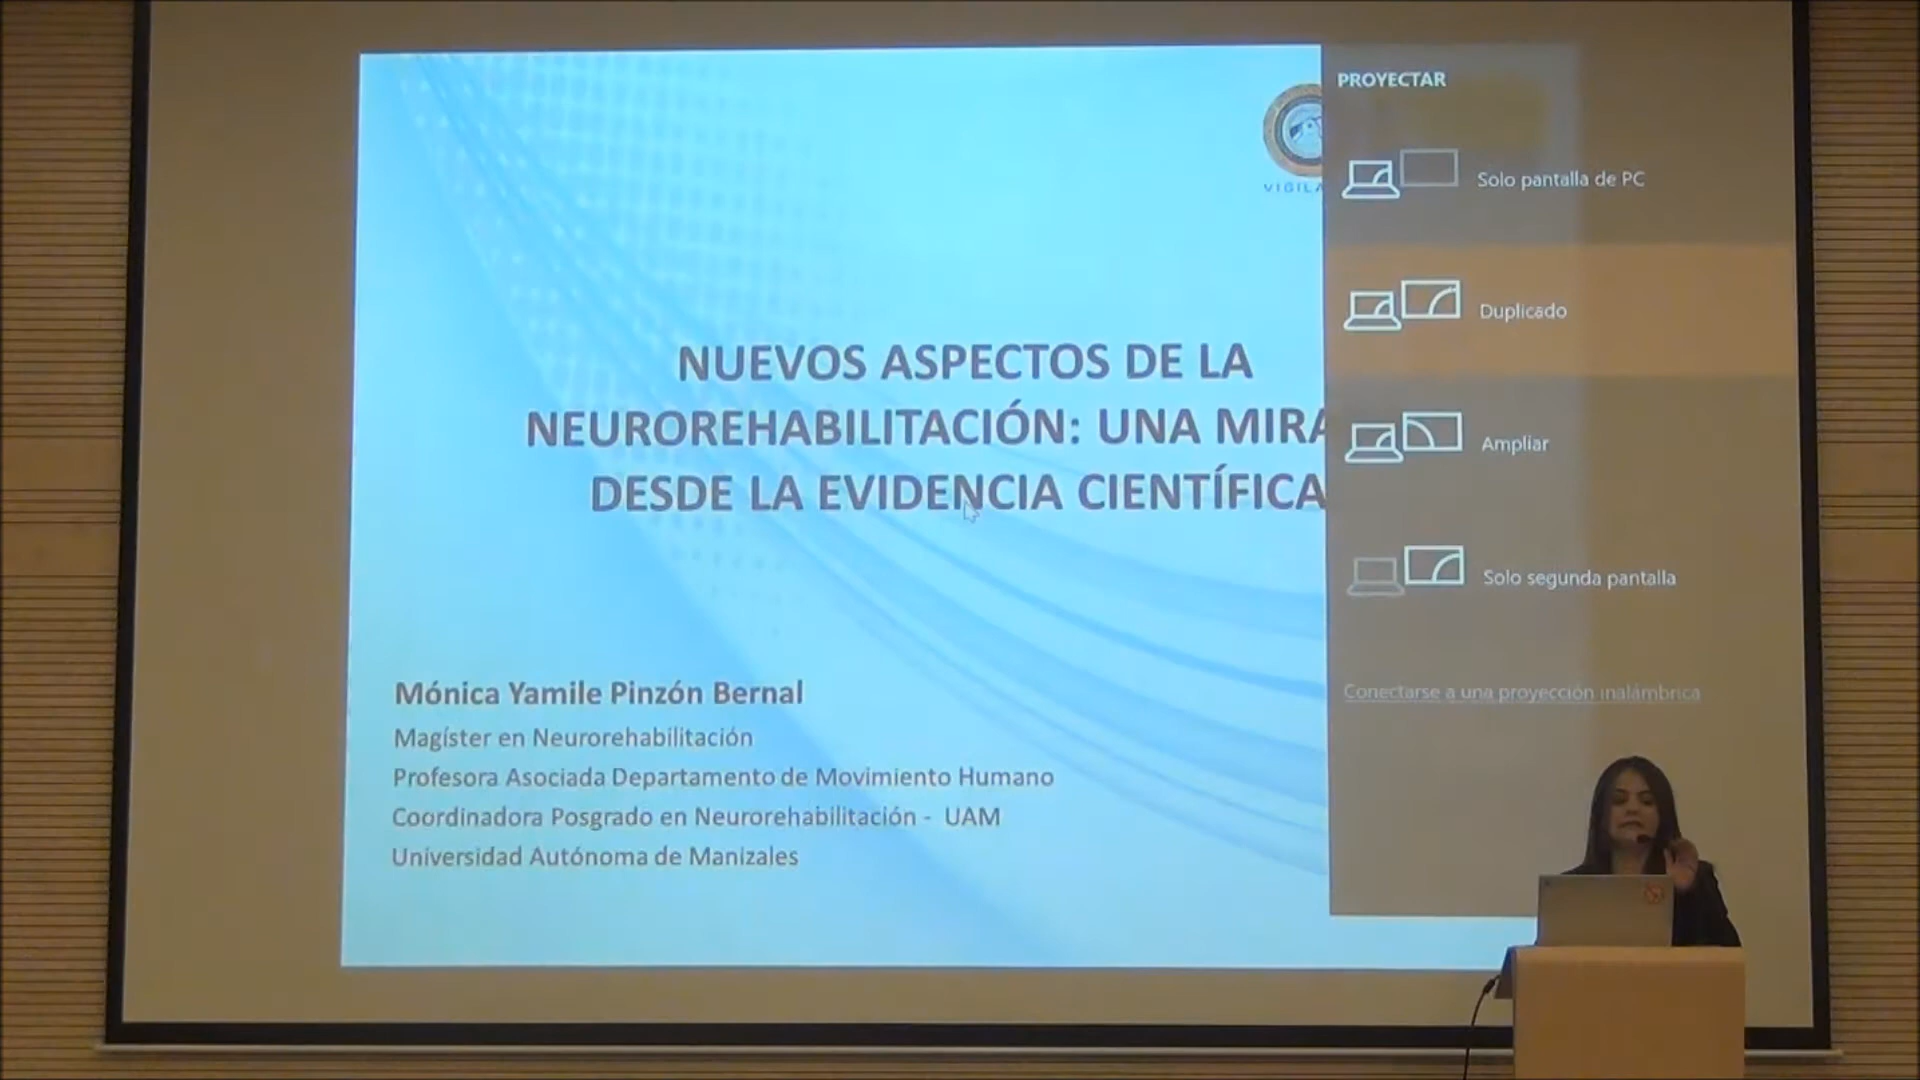 NUEVOS ASPECTOS DE LA
NEUROREHABILITACIÓN: UNA MIRA
DESDE LA EVIDENCIA CIENTÍFICA
Mónica Yamile Pinzón Bernal
Magíster en Neurorehabilitación
Profesora Asociada Departamento de Movimiento Humano
Coordinadora Posgrado en Neurorehabilitación - UAM
Universidad Autónoma de Manizales
VIGILA
PROYECTAR
Solo pantalla de PC
Duplicado
Ampliar
Solo segunda pantalla
Conectarse a una proyección inalámbrica